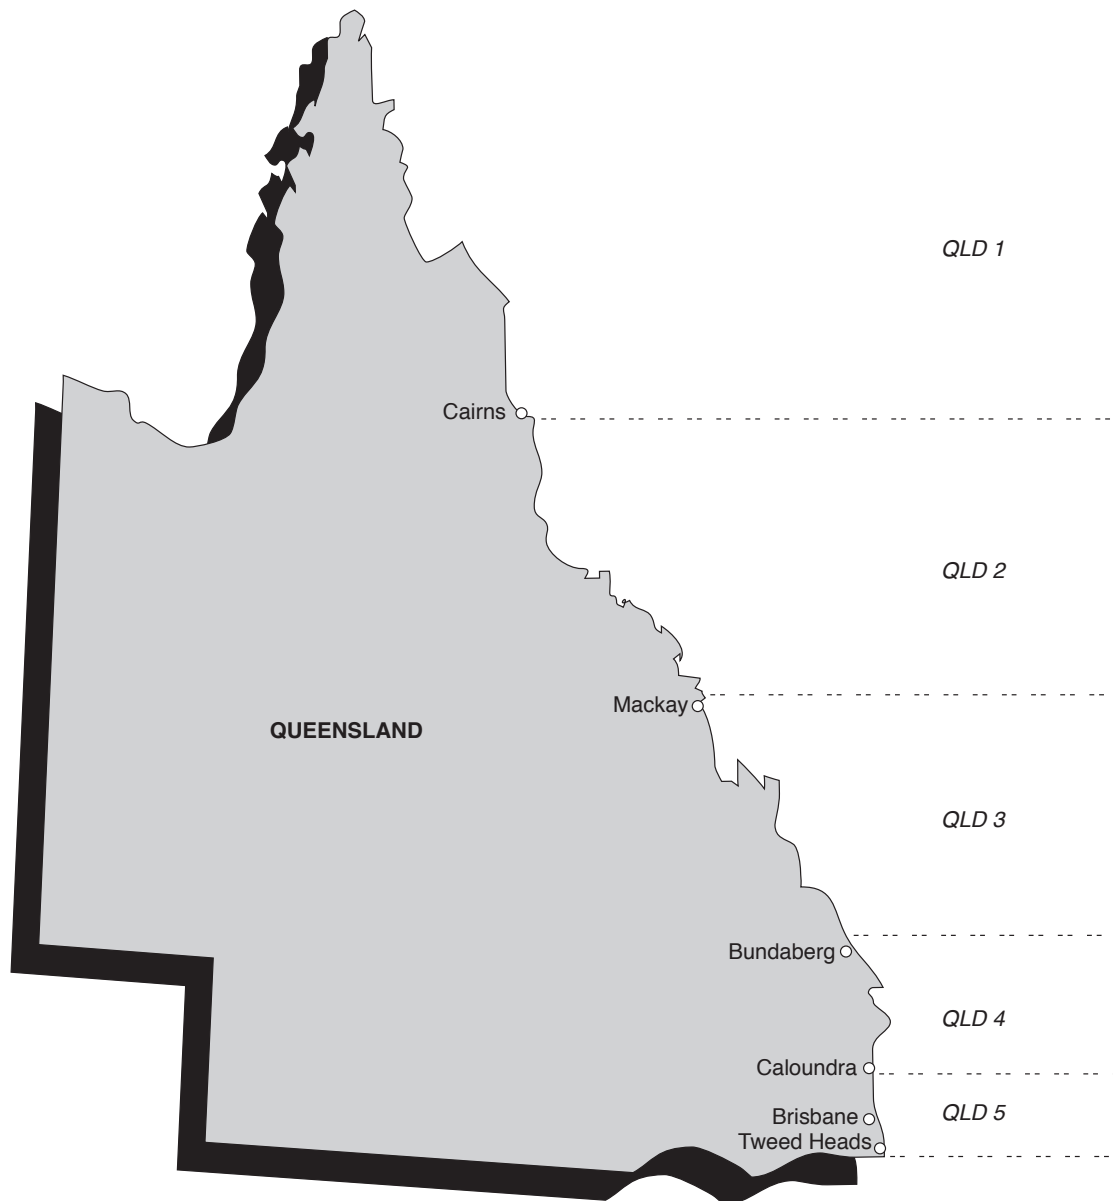 QLD 1
Cairns
QLD 2
Mackay
QUEENSLAND
QLD 3
Bundaberg
QLD 4
Caloundra
QLD 5
Brisbane
Tweed Heads